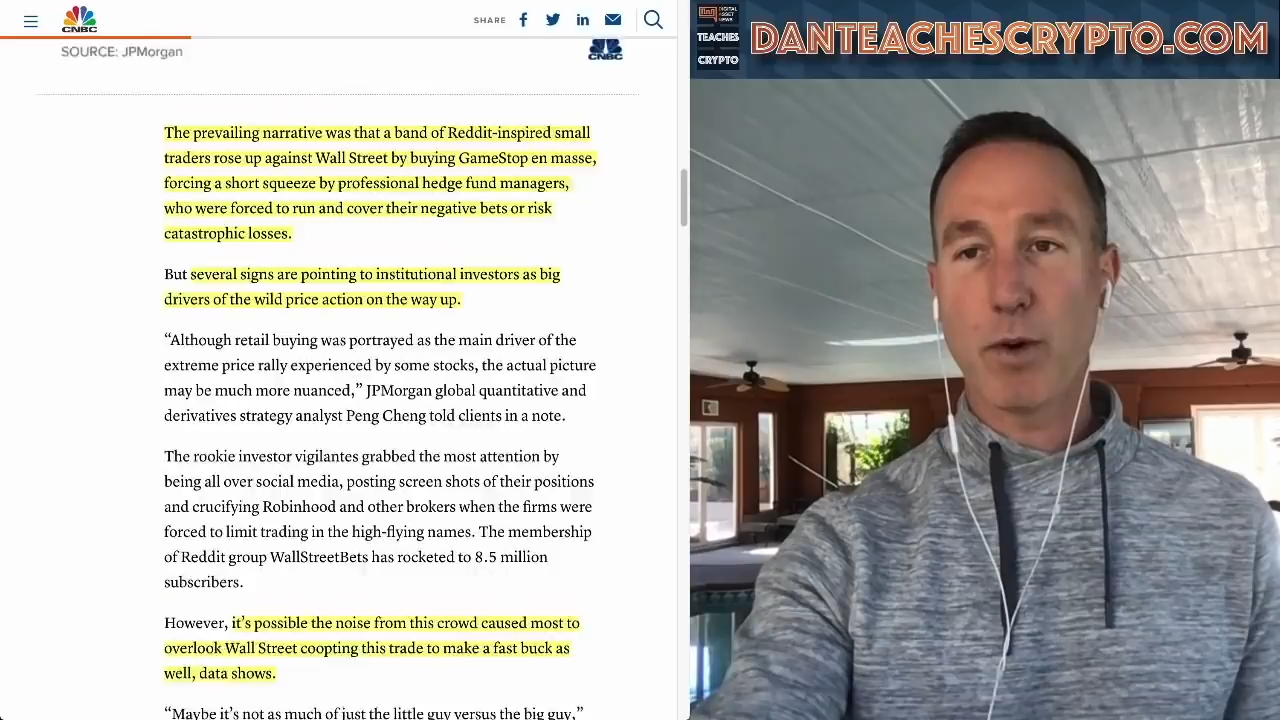 CNBC
SHARE
SOURCE: JPMorgan
CNBC
The prevailing narrative was that a band of Reddit-inspired small
traders rose up against Wall Street by buying GameStop en masse,
forcing a short squeeze by professional hedge fund managers,
who were forced to run and cover their negative bets or risk
catastrophic losses.
But several signs are pointing to institutional investors as big
drivers of the wild price action on the way up.
“Although retail buying was portrayed as the main driver of the
extreme price rally experienced by some stocks, the actual picture
may be much more nuanced,” JPMorgan global quantitative and
derivatives strategy analyst Peng Cheng told clients in a note.
The rookie investor vigilantes grabbed the most attention by
being all over social media, posting screen shots of their positions
and crucifying Robinhood and other brokers when the firms were
forced to limit trading in the high-flying names. The membership
of Reddit group WallStreetBets has rocketed to 8.5 million
subscribers.
However, it’s possible the noise from this crowd caused most to
overlook Wall Street coopting this trade to make a fast buck as
well, data shows.
“Maybe it’s not as much of just the little guy versus the big guy,”
DIGITAL
ASSET
NEWS
TEACHES
CRYPTO
DANTEACHESCRYPTO.COM